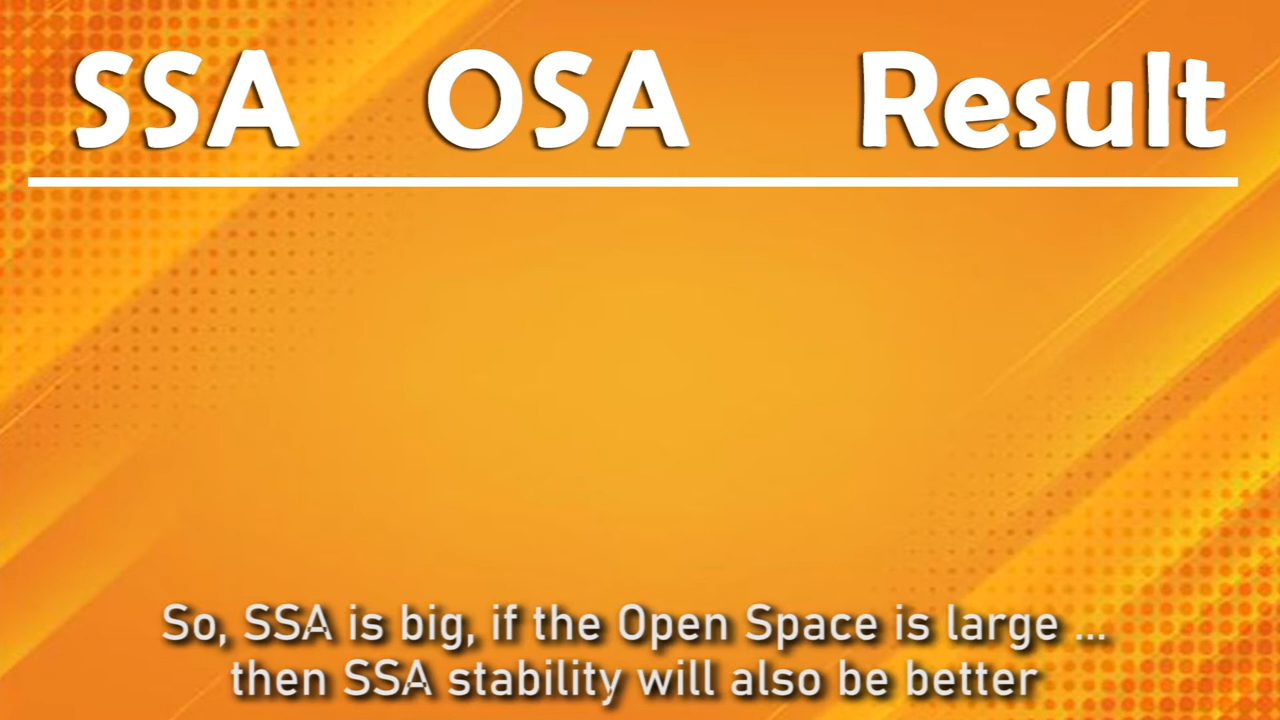 SSA OSA Result
So, SSA is big, if the Open Space is large ...
then SSA stability will also be better